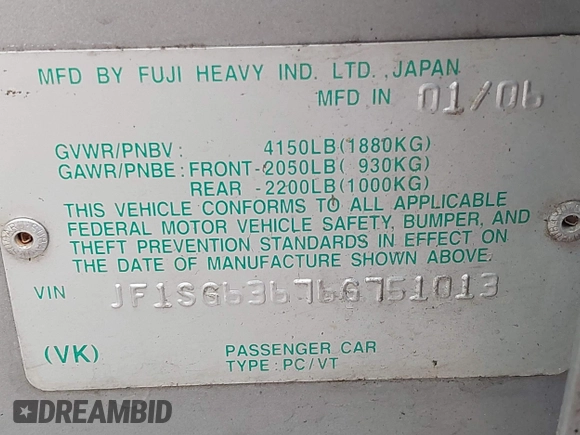 MFD BY FUJI HEAVY IND. LTD. ,JAPAN
MFD IN 01/06
GVWR/PNBV : 4150LB(1880KG)
GAWR/PNBE : FRONT-2050LB( 930KG)
REAR -2200LB(1000KG)
THIS VEHICLE CONFORMS TO ALL APPLICABLE
FEDERAL MOTOR VEHICLE SAFETY, BUMPER, AND
THEFT PREVENTION STANDARDS IN EFFECT ON
THE DATE OF MANUFACTURE SHOWN ABOVE.
VIN JF1SG63676G751013
(VK) PASSENGER CAR
TYPE : PC/VT
DREAMBID